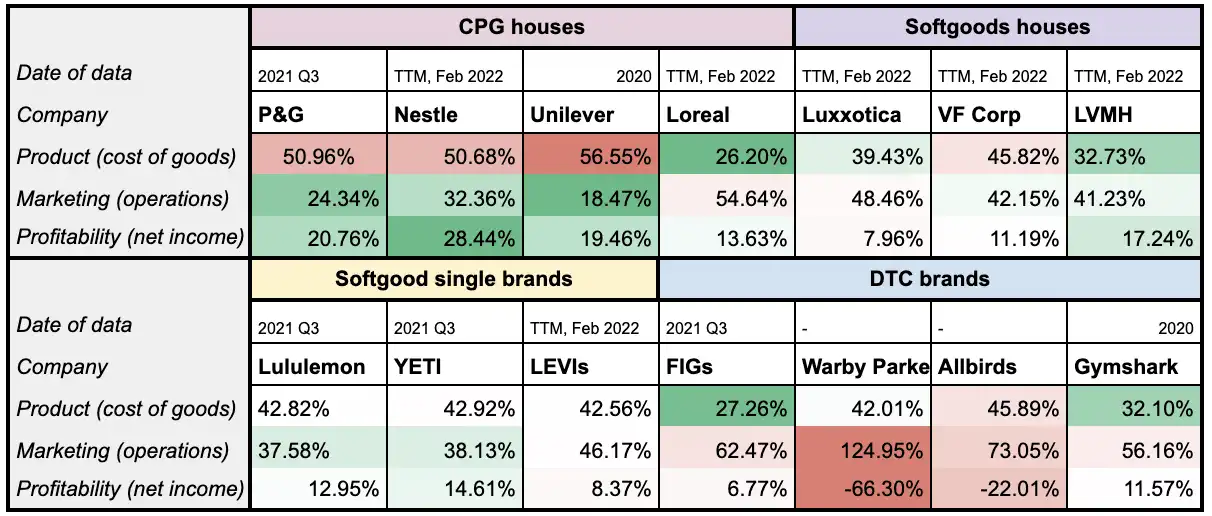 CPG houses Softgoods houses
Date of data 2021 Q3 TTM, Feb 2022 2020 TTM, Feb 2022 TTM, Feb 2022 TTM, Feb 2022 TTM, Feb 2022
Company P&G Nestle Unilever Loreal Luxxotica VF Corp LVMH
Product (cost of goods) 50.96% 50.68% 56.55% 26.20% 39.43% 45.82% 32.73%
Marketing (operations) 24.34% 32.36% 18.47% 54.64% 48.46% 42.15% 41.23%
Profitability (net income) 20.76% 28.44% 19.46% 13.63% 7.96% 11.19% 17.24%
Softgood single brands DTC brands
Date of data 2021 Q3 2021 Q3 TTM, Feb 2022 2021 Q3 - - 2020
Company Lululemon YETI LEVIs FIGs Warby Parke Allbirds Gymshark
Product (cost of goods) 42.82% 42.92% 42.56% 27.26% 42.01% 45.89% 32.10%
Marketing (operations) 37.58% 38.13% 46.17% 62.47% 124.95% 73.05% 56.16%
Profitability (net income) 12.95% 14.61% 8.37% 6.77% -66.30% -22.01% 11.57%